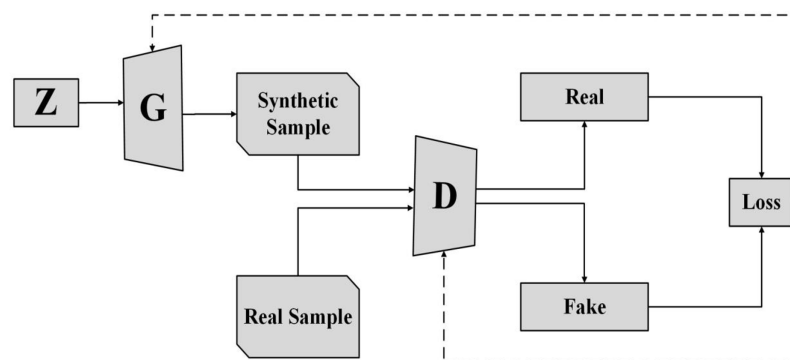 Z
G
Synthetic
Sample
Real Sample
D
Real
Fake
Loss